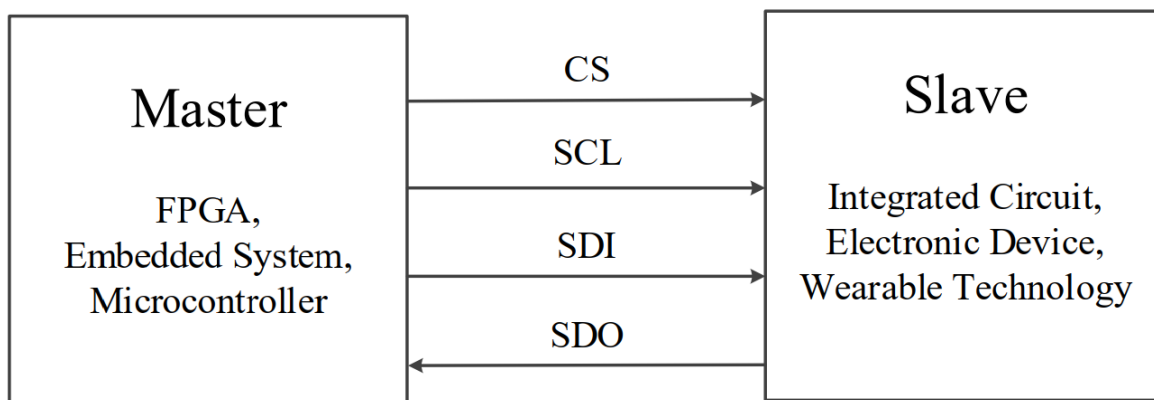 Master
FPGA,
Embedded System,
Microcontroller
CS
SCL
SDI
SDO
Slave
Integrated Circuit,
Electronic Device,
Wearable Technology